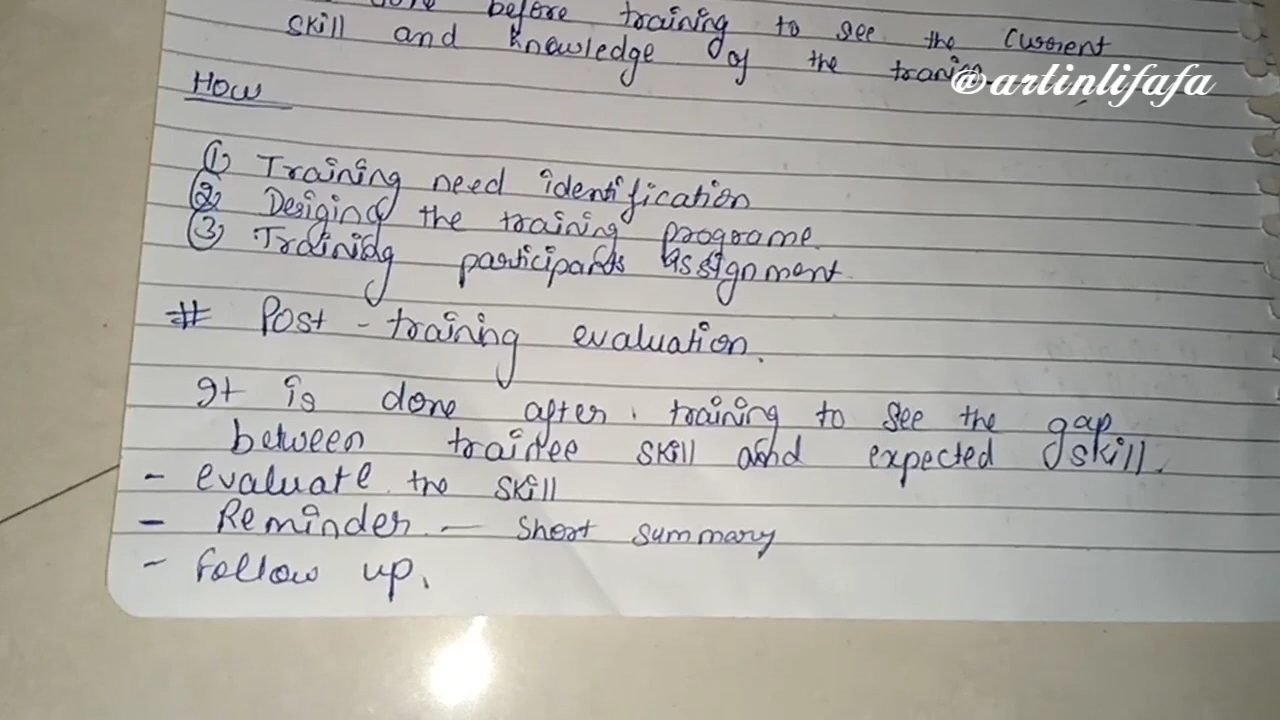 before training to see the current
skill and knowledge of the
@artinlifafa
How
① Training need identification
② Desiging the training programe
③ Training participants assignment
# Post - training evaluation.
It is done after training to see the gap
between trainee skill and expected skill.
- evaluate the skill
- Reminder - short summary
- follow up.